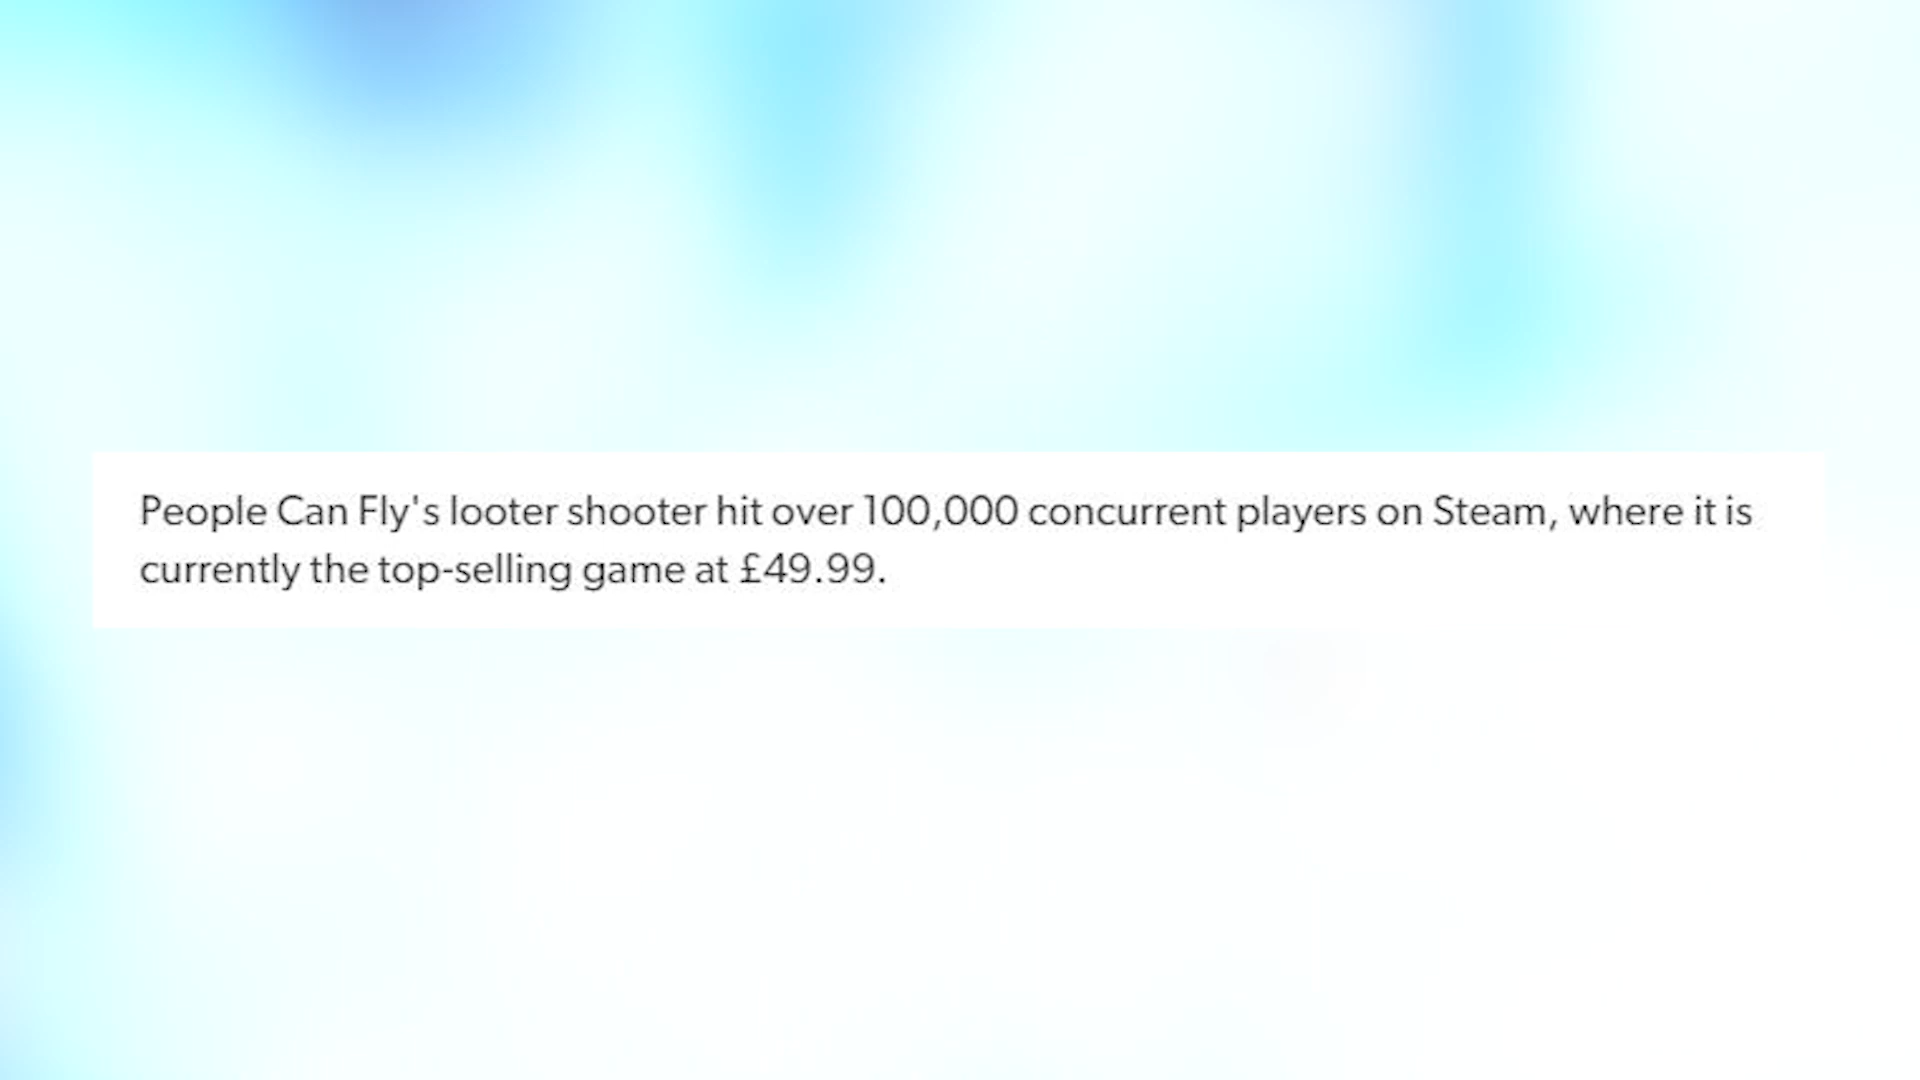 People Can Fly's looter shooter hit over 100,000 concurrent players on Steam, where it is
currently the top-selling game at £49.99.